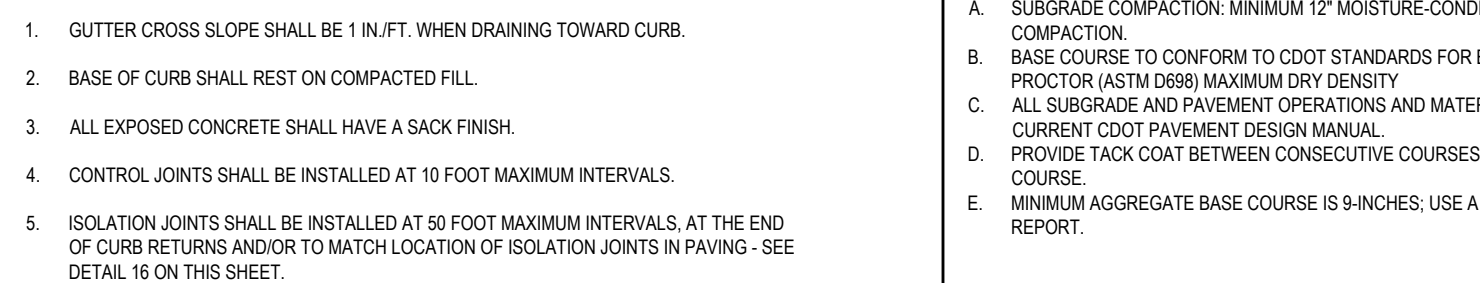 1. GUTTER CROSS SLOPE SHALL BE 1 IN./FT. WHEN DRAINING TOWARD CURB.
2. BASE OF CURB SHALL REST ON COMPACTED FILL.
3. ALL EXPOSED CONCRETE SHALL HAVE A SACK FINISH.
4. CONTROL JOINTS SHALL BE INSTALLED AT 10 FOOT MAXIMUM INTERVALS.
5. ISOLATION JOINTS SHALL BE INSTALLED AT 50 FOOT MAXIMUM INTERVALS, AT THE END
OF CURB RETURNS AND/OR TO MATCH LOCATION OF ISOLATION JOINTS IN PAVING - SEE
DETAIL 16 ON THIS SHEET.
A. SUBGRADE COMPACTION: MINIMUM 12" MOISTURE-CONDI
COMPACTION.
B. BASE COURSE TO CONFORM TO CDOT STANDARDS FOR
PROCTOR (ASTM D698) MAXIMUM DRY DENSITY
C. ALL SUBGRADE AND PAVEMENT OPERATIONS AND MATER
CURRENT CDOT PAVEMENT DESIGN MANUAL.
D. PROVIDE TACK COAT BETWEEN CONSECUTIVE COURSES
COURSE.
E. MINIMUM AGGREGATE BASE COURSE IS 9-INCHES; USE A
REPORT.